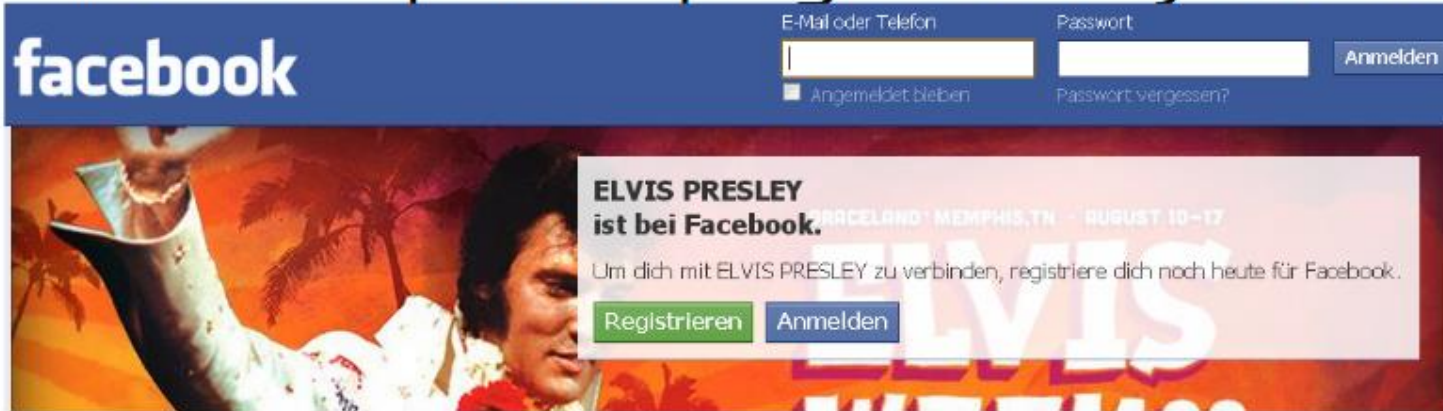 E-Mail oder Telefon
Passwort
facebook
Anmelden
Angemeldet bleiben
Passwort vergessen?
ELVIS PRESLEY
ist bei Facebook.
GRACELAND · MEMPHIS, TN · AUGUST 10-17
Um dich mit ELVIS PRESLEY zu verbinden, registriere dich noch heute für Facebook.
Registrieren Anmelden
ELVIS